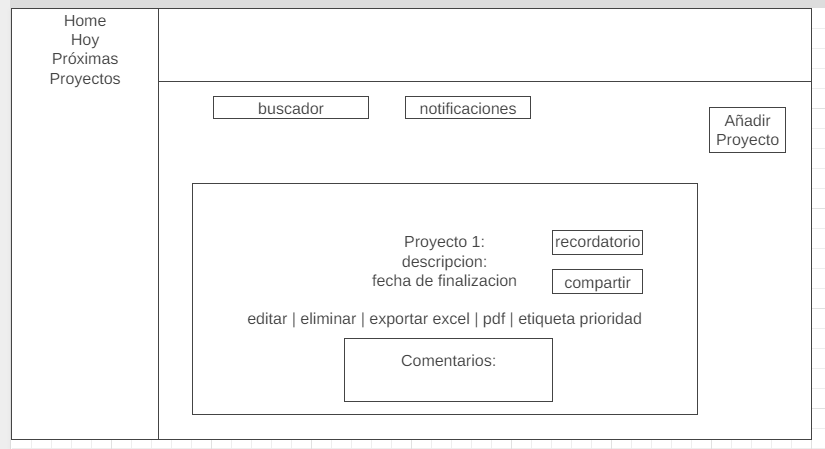 Home
Hoy
Próximas
Proyectos
buscador
notificaciones
Añadir
Proyecto
Proyecto 1:
descripcion:
fecha de finalizacion
recordatorio
compartir
editar | eliminar | exportar excel | pdf | etiqueta prioridad
Comentarios: